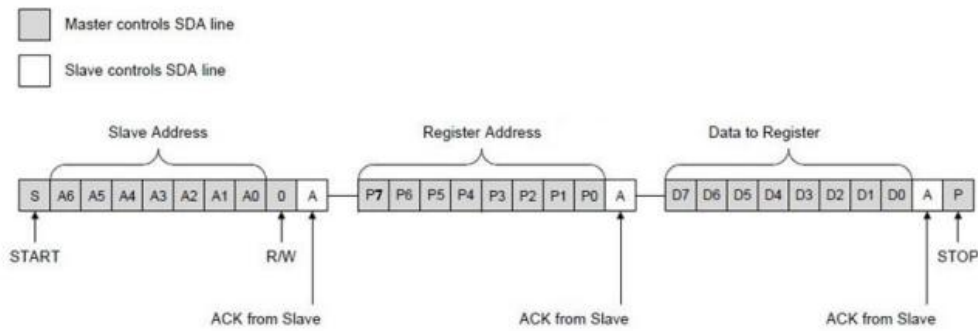 Master controls SDA line
Slave controls SDA line
Slave Address
Register Address
Data to Register
S A6 A5 A4 A3 A2 A1 A0 0 A P7 P6 P5 P4 P3 P2 P1 P0 A D7 D6 D5 D4 D3 D2 D1 D0 A P
START
R/W
STOP
ACK from Slave
ACK from Slave
ACK from Slave